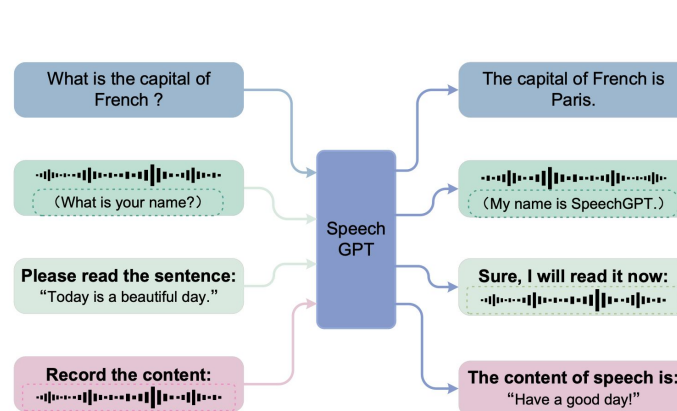 What is the capital of
French ?
The capital of French is
Paris.
（What is your name?）
（My name is SpeechGPT.）
Speech
GPT
Please read the sentence:
“Today is a beautiful day.”
Sure, I will read it now:
Record the content:
The content of speech is:
“Have a good day!”